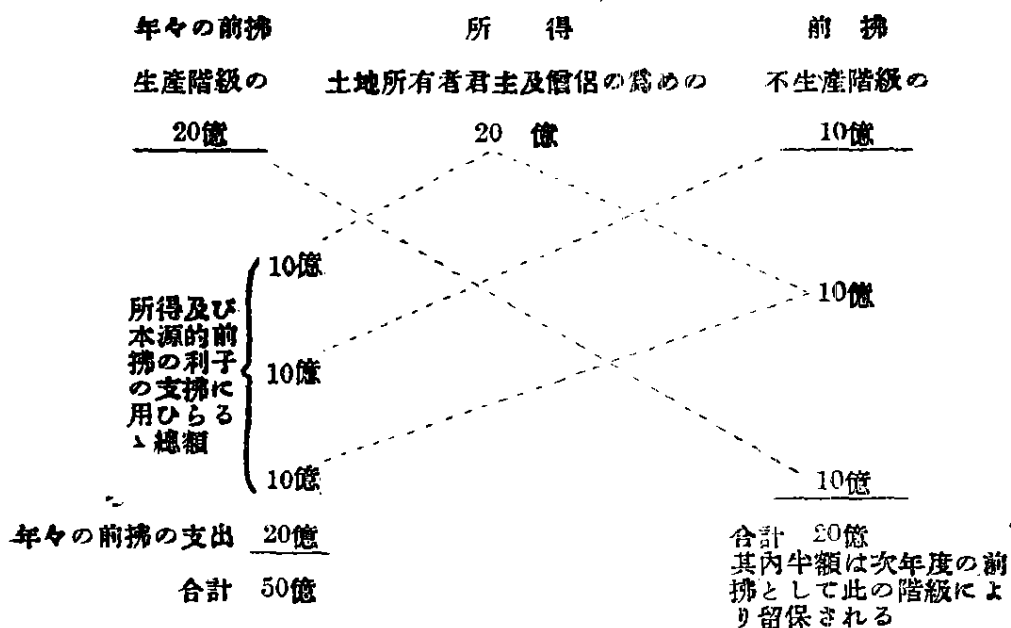 年々の前拂 所得 前拂
生產階級の 土地所有者君主及僧侶の爲めの 不生產階級の
20億 20億 10億
10億
所得及び
本源的前
拂の利子
の支拂に
用ひらる
ゝ總額
10億
10億
10億
10億
年々の前拂の支出 20億
合計 50億
合計 20億
其內半額は次年度の前
拂として此の階級によ
り留保される